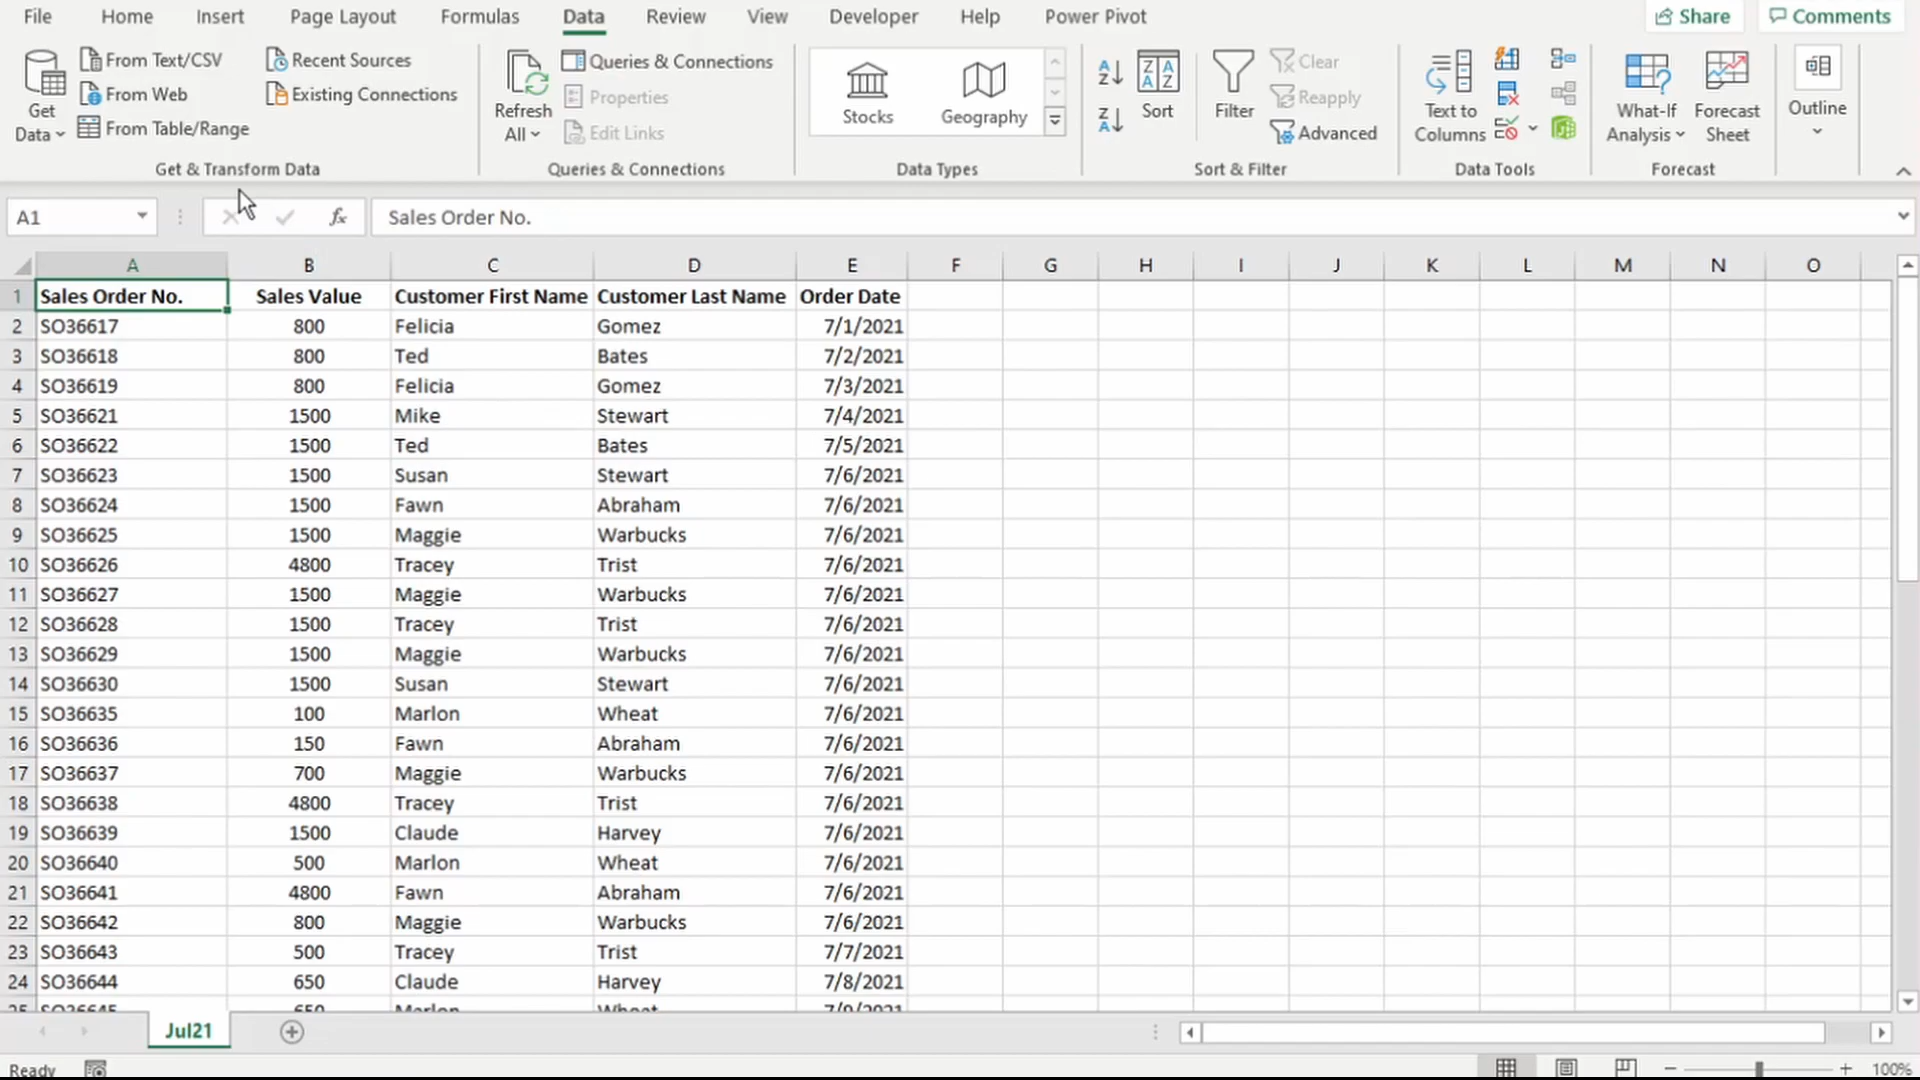 File Home Insert Page Layout Formulas Data Review View Developer Help Power Pivot Share Comments
Get Data From Text/CSV From Web From Table/Range Recent Sources Existing Connections
Get & Transform Data
Refresh All Queries & Connections Properties Edit Links
Queries & Connections
Stocks Geography
Data Types
Sort Filter Clear Reapply Advanced
Sort & Filter
Text to Columns
Data Tools
What-If Analysis Forecast Sheet
Forecast
Outline
A1 fx Sales Order No.
A B C D E F G H I J K L M N O
1 Sales Order No. Sales Value Customer First Name Customer Last Name Order Date
2 SO36617 800 Felicia Gomez 7/1/2021
3 SO36618 800 Ted Bates 7/2/2021
4 SO36619 800 Felicia Gomez 7/3/2021
5 SO36621 1500 Mike Stewart 7/4/2021
6 SO36622 1500 Ted Bates 7/5/2021
7 SO36623 1500 Susan Stewart 7/6/2021
8 SO36624 1500 Fawn Abraham 7/6/2021
9 SO36625 1500 Maggie Warbucks 7/6/2021
10 SO36626 4800 Tracey Trist 7/6/2021
11 SO36627 1500 Maggie Warbucks 7/6/2021
12 SO36628 1500 Tracey Trist 7/6/2021
13 SO36629 1500 Maggie Warbucks 7/6/2021
14 SO36630 1500 Susan Stewart 7/6/2021
15 SO36635 100 Marlon Wheat 7/6/2021
16 SO36636 150 Fawn Abraham 7/6/2021
17 SO36637 700 Maggie Warbucks 7/6/2021
18 SO36638 4800 Tracey Trist 7/6/2021
19 SO36639 1500 Claude Harvey 7/6/2021
20 SO36640 500 Marlon Wheat 7/6/2021
21 SO36641 4800 Fawn Abraham 7/6/2021
22 SO36642 800 Maggie Warbucks 7/6/2021
23 SO36643 500 Tracey Trist 7/7/2021
24 SO36644 650 Claude Harvey 7/8/2021
25 SO36645 650 Marlon Wheat 7/9/2021
Jul21
Ready 100%